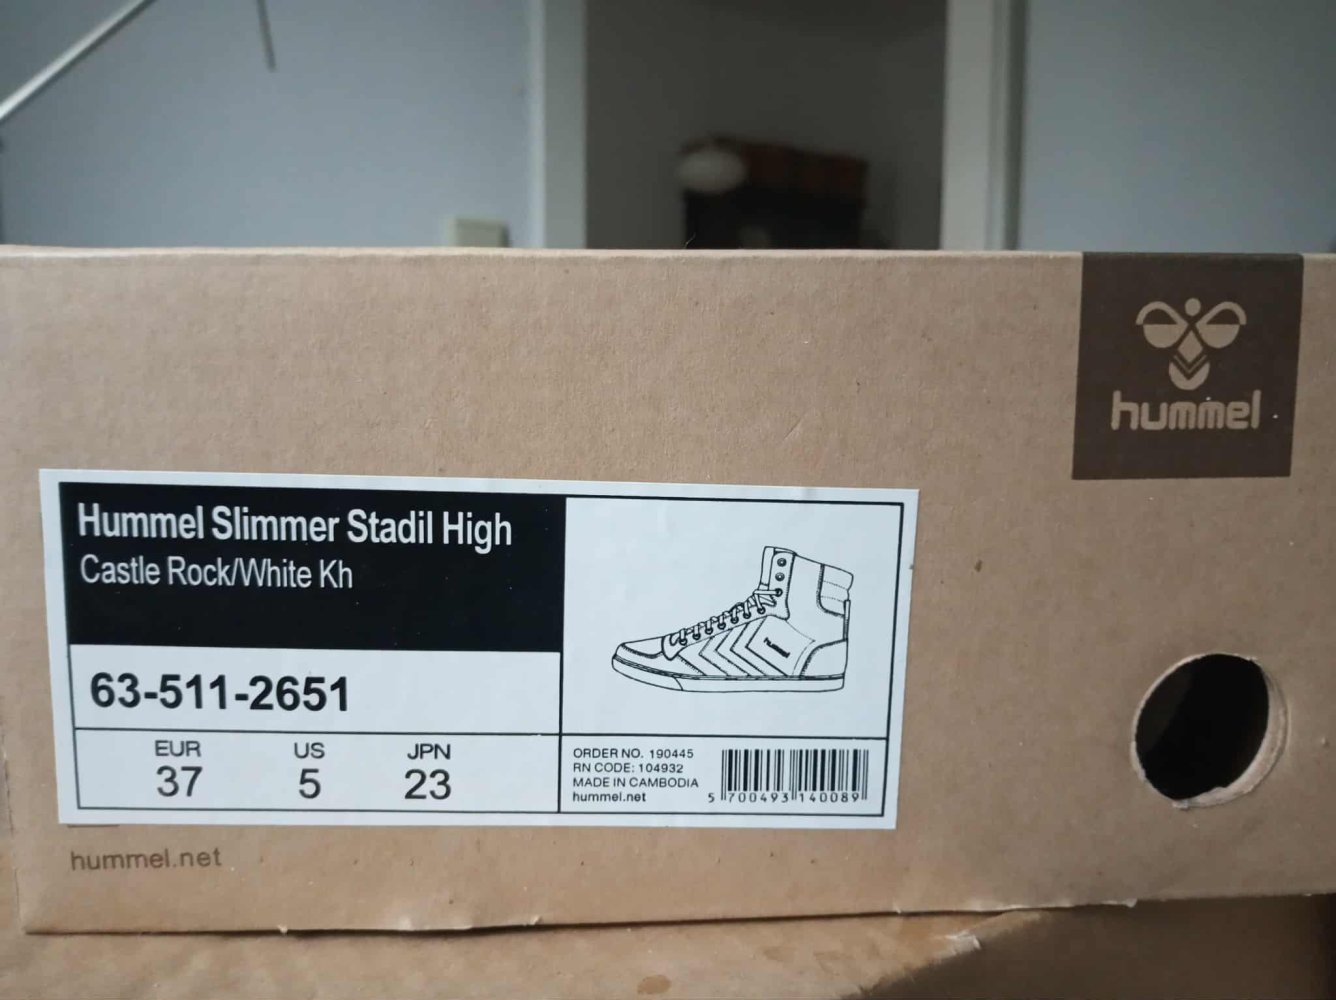 hummel
Hummel Slimmer Stadil High
Castle Rock/White Kh
63-511-2651
EUR US JPN
37 5 23
ORDER NO. 190445
RN CODE: 104932
MADE IN CAMBODIA
hummel.net
5 700493 140089
hummel.net